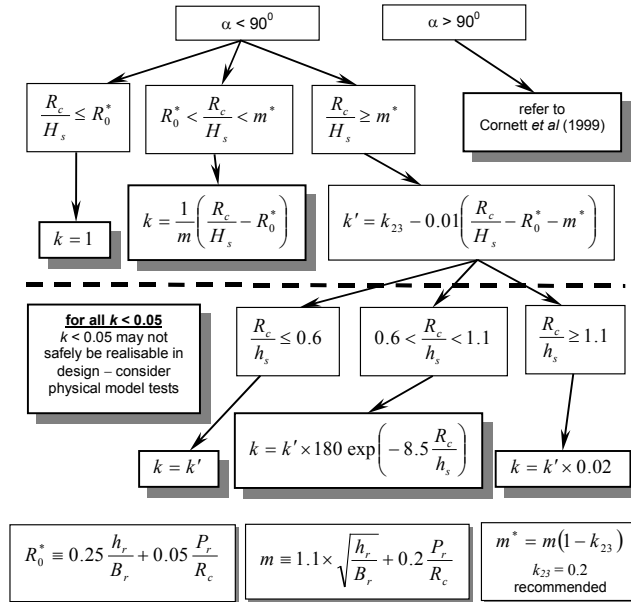 α < 90⁰
α > 90⁰
R_c/H_s ≤ R_0^*
R_0^* < R_c/H_s < m^*
R_c/H_s ≥ m^*
refer to
Cornett et al (1999)
k = 1
k = 1/m (R_c/H_s − R_0^*)
k′ = k_23 − 0.01(R_c/H_s − R_0^* − m^*)
for all k < 0.05
k < 0.05 may not
safely be realisable in
design – consider
physical model tests
R_c/h_s ≤ 0.6
0.6 < R_c/h_s < 1.1
R_c/h_s ≥ 1.1
k = k′
k = k′ × 180 exp(− 8.5 R_c/h_s)
k = k′ × 0.02
R_0^* ≡ 0.25 h_r/B_r + 0.05 P_r/R_c
m ≡ 1.1 × √(h_r/B_r) + 0.2 P_r/R_c
m^* = m(1 − k_23)
k_23 = 0.2
recommended